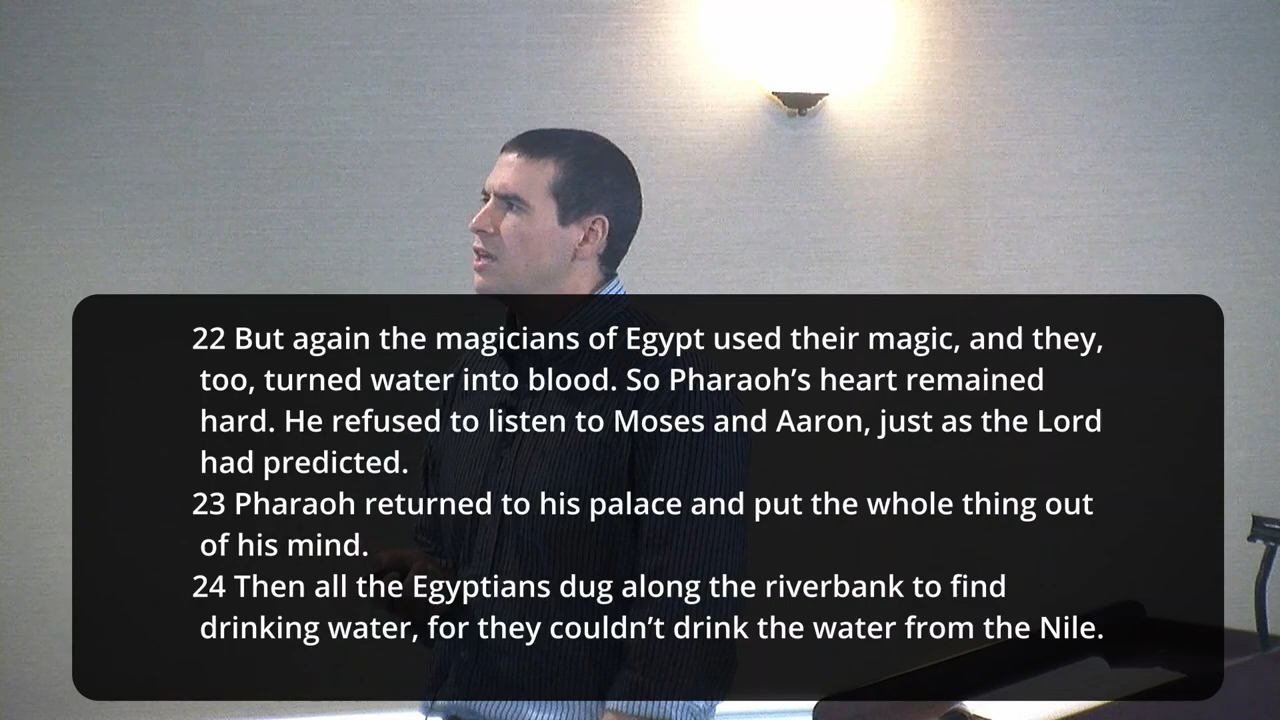 22 But again the magicians of Egypt used their magic, and they,
too, turned water into blood. So Pharaoh’s heart remained
hard. He refused to listen to Moses and Aaron, just as the Lord
had predicted.
23 Pharaoh returned to his palace and put the whole thing out
of his mind.
24 Then all the Egyptians dug along the riverbank to find
drinking water, for they couldn’t drink the water from the Nile.